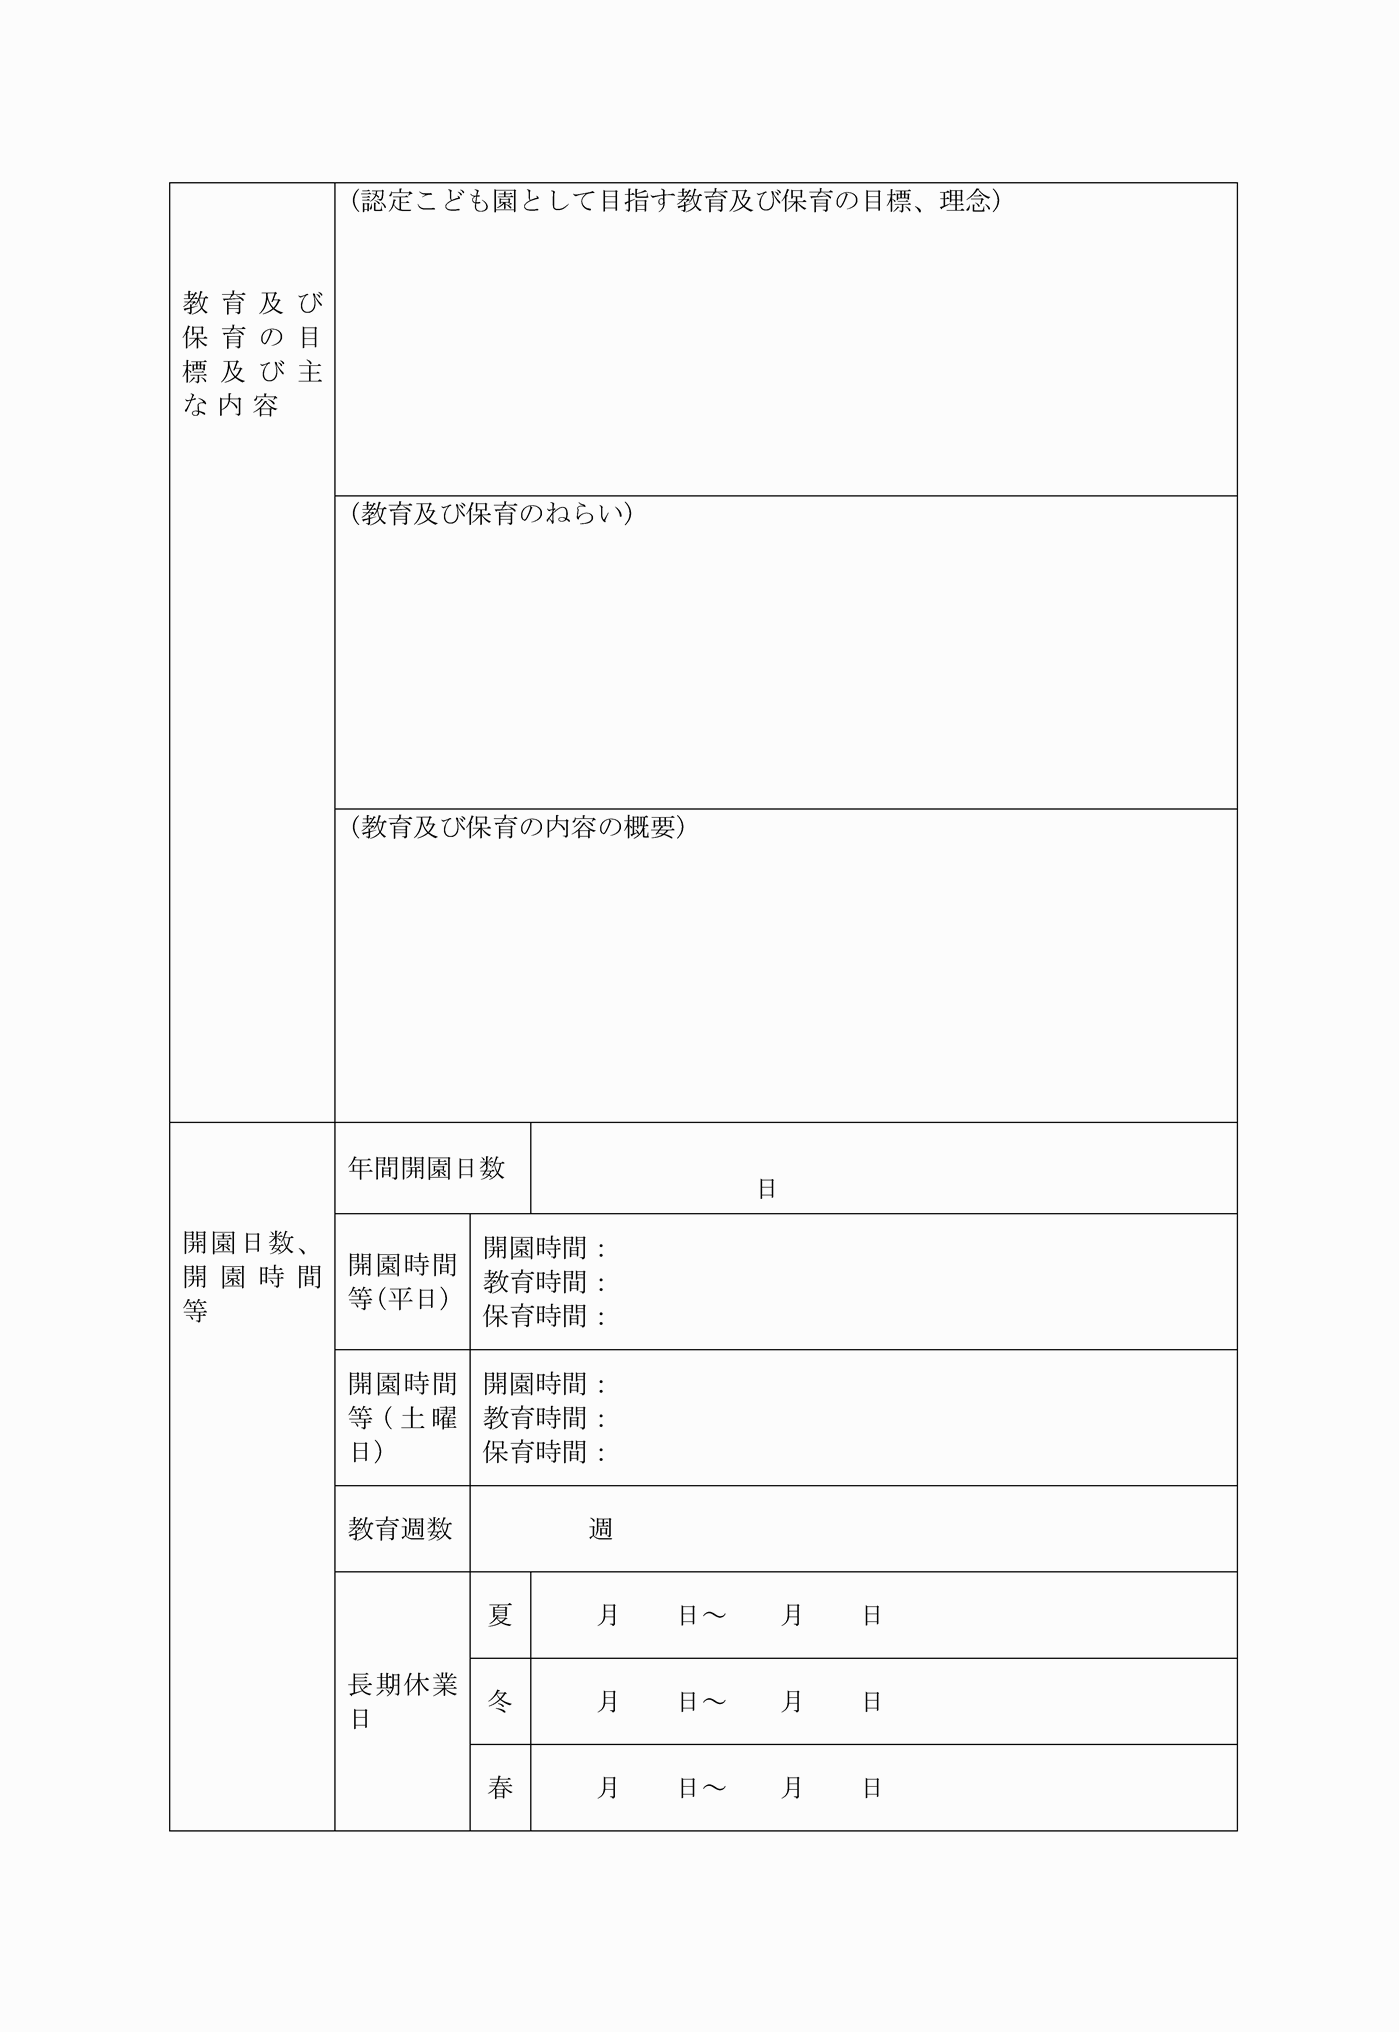 (認定こども園として目指す教育及び保育の目標、理念)
教育及び
保育の目
標及び主
な内容
(教育及び保育のねらい)
(教育及び保育の内容の概要)
開園日数、
開園時間
等
年間開園日数
日
開園時間
等(平日)
開園時間：
教育時間：
保育時間：
開園時間
等(土曜
日)
開園時間：
教育時間：
保育時間：
教育週数
週
長期休業
日
夏
月　　日～　　月　　日
冬
月　　日～　　月　　日
春
月　　日～　　月　　日